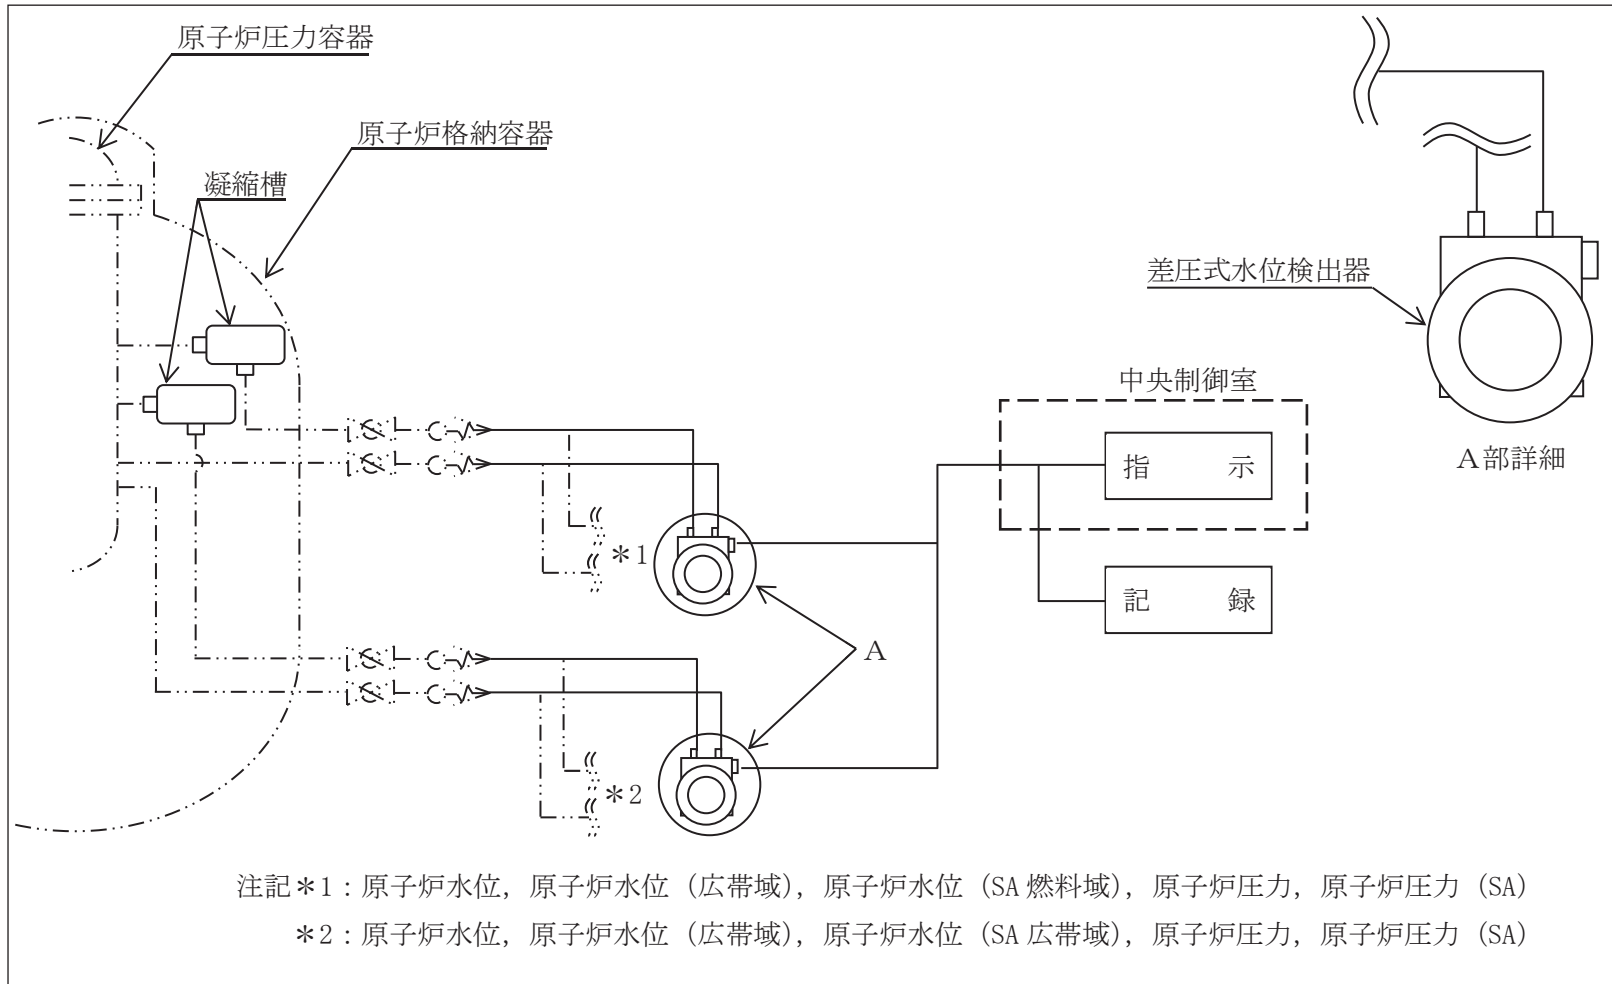 原子炉圧力容器
原子炉格納容器
凝縮槽
差圧式水位検出器
中央制御室
指　　示
A部詳細
記　　録
＊1
A
＊2
注記＊1：原子炉水位，原子炉水位（広帯域），原子炉水位（SA 燃料域），原子炉圧力，原子炉圧力（SA）
＊2：原子炉水位，原子炉水位（広帯域），原子炉水位（SA 広帯域），原子炉圧力，原子炉圧力（SA）